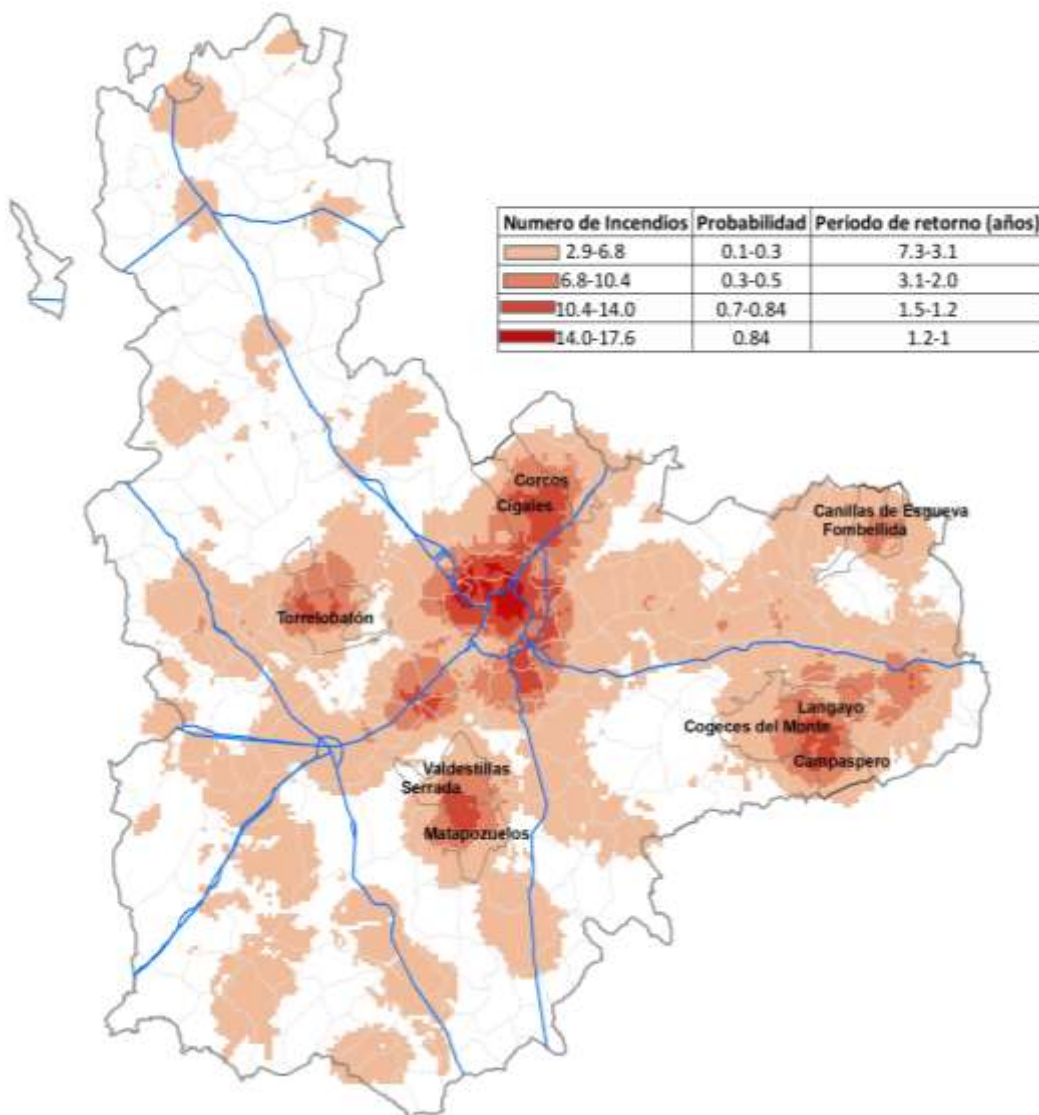 Numero de Incendios Probabilidad Periodo de retorno (años)
2.9-6.8 0.1-0.3 7.3-3.1
6.8-10.4 0.3-0.5 3.1-2.0
10.4-14.0 0.7-0.84 1.5-1.2
14.0-17.6 0.84 1.2-1
Corcos
Cigales
Canillas de Esgueva
Fombellida
Torrelobatón
Langayo
Cogeces del Monte
Campaspero
Valdestillas
Serrada
Matapozuelos